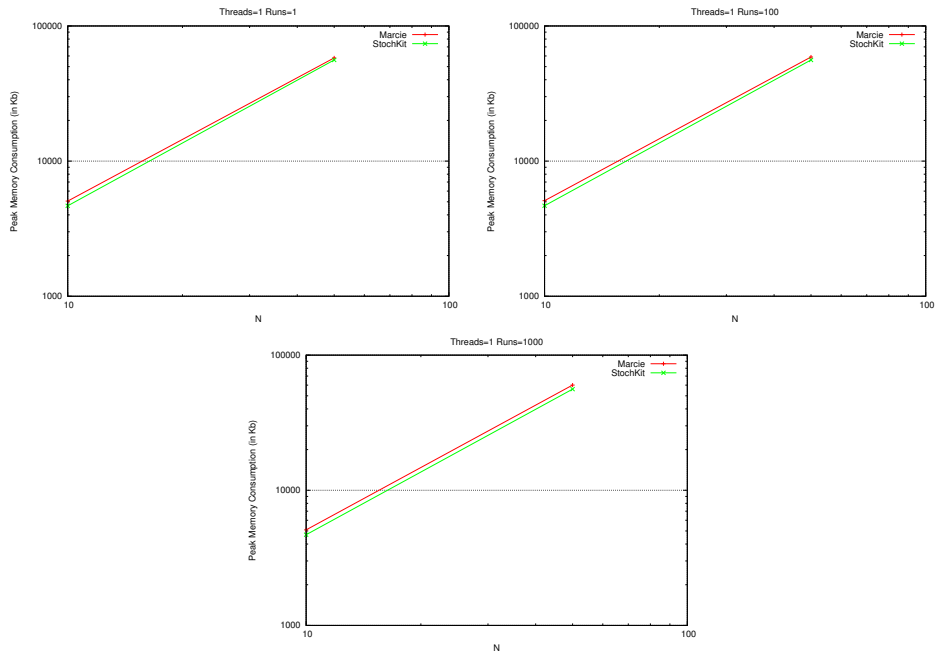 Threads=1 Runs=1
Peak Memory Consumption (in Kb)
100000
10000
1000
10
100
N
Marcie
StochKit
Threads=1 Runs=100
Peak Memory Consumption (in Kb)
100000
10000
1000
10
100
N
Marcie
StochKit
Threads=1 Runs=1000
Peak Memory Consumption (in Kb)
100000
10000
1000
10
100
N
Marcie
StochKit